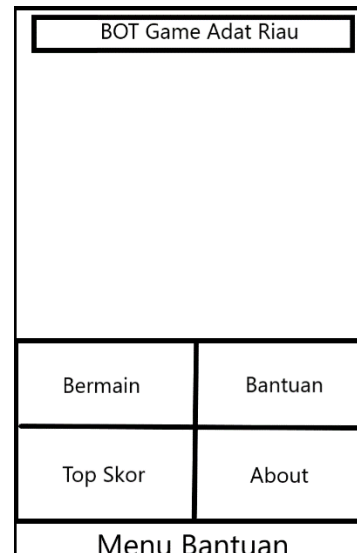 BOT Game Adat Riau
Bermain
Bantuan
Top Skor
About
Menu Bantuan